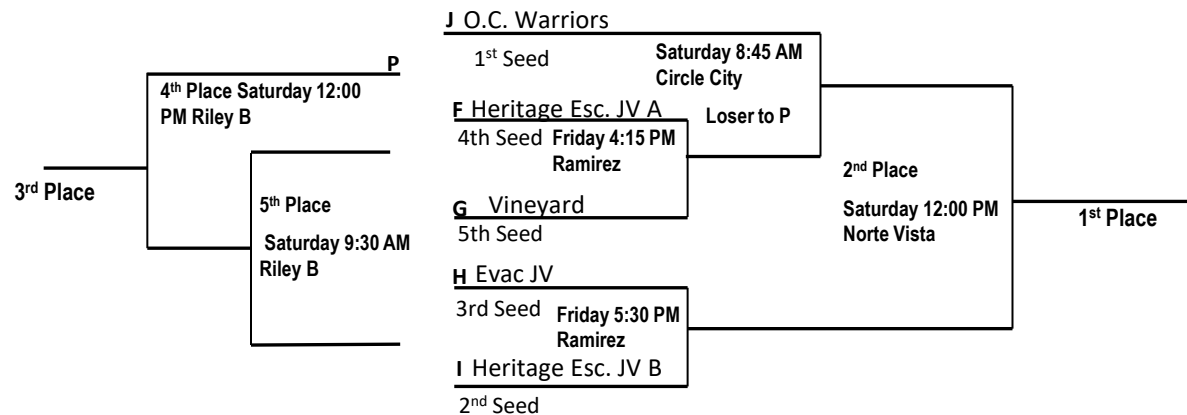 J O.C. Warriors
1st Seed
Saturday 8:45 AM
Circle City
Loser to P
P
4th Place Saturday 12:00
PM Riley B
F Heritage Esc. JV A
4th Seed
Friday 4:15 PM
Ramirez
3rd Place
5th Place
Saturday 9:30 AM
Riley B
G Vineyard
5th Seed
2nd Place
Saturday 12:00 PM
Norte Vista
1st Place
H Evac JV
3rd Seed
Friday 5:30 PM
Ramirez
I Heritage Esc. JV B
2nd Seed